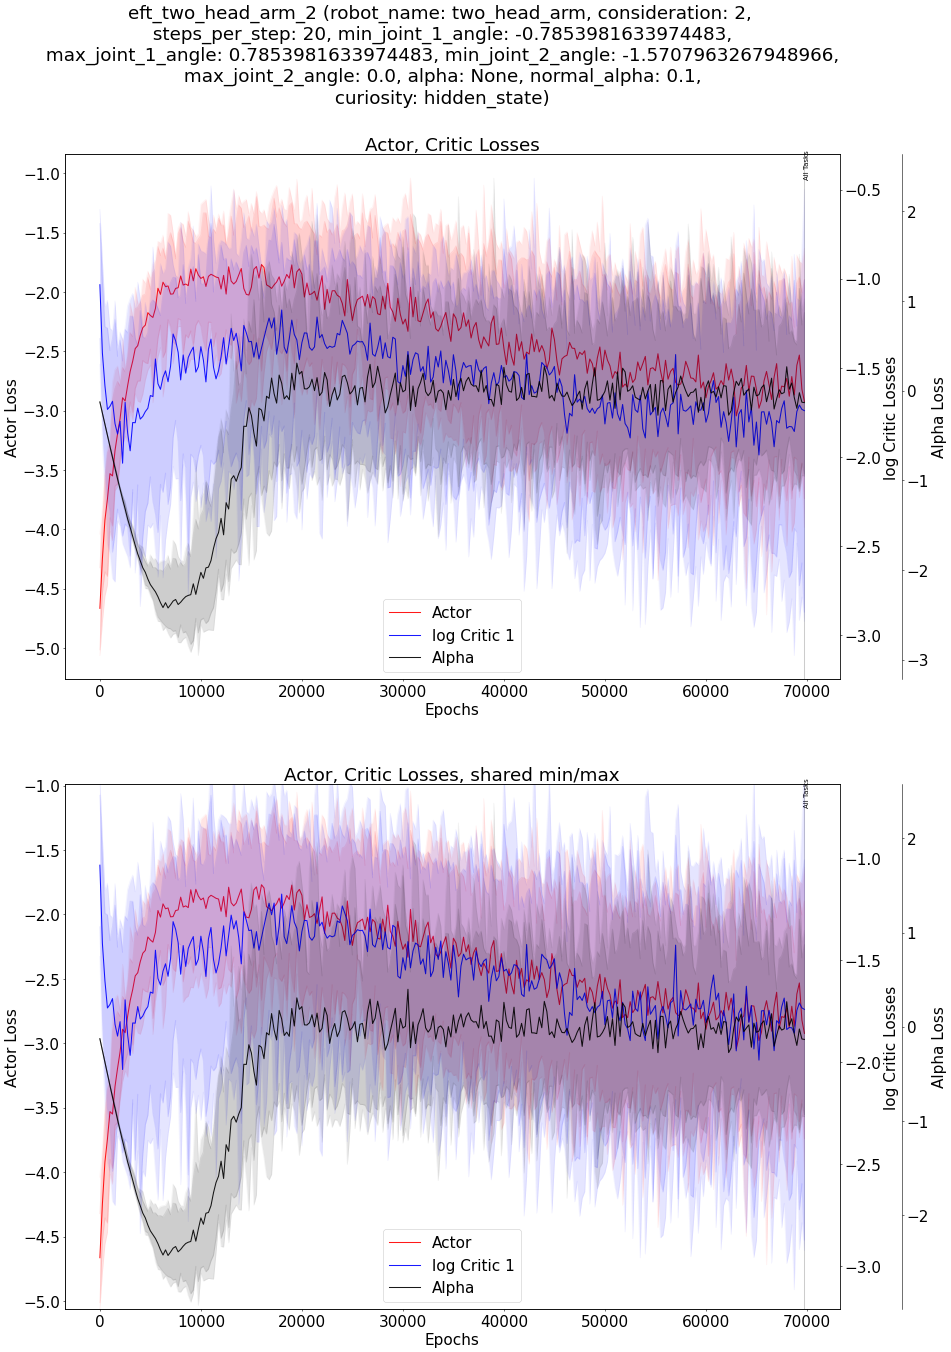 eft_two_head_arm_2 (robot_name: two_head_arm, consideration: 2,
steps_per_step: 20, min_joint_1_angle: -0.7853981633974483,
max_joint_1_angle: 0.7853981633974483, min_joint_2_angle: -1.5707963267948966,
max_joint_2_angle: 0.0, alpha: None, normal_alpha: 0.1,
curiosity: hidden_state)
Actor, Critic Losses
All Tasks
−1.0
−1.5
−2.0
−2.5
−3.0
−3.5
−4.0
−4.5
−5.0
Actor Loss
−0.5
−1.0
−1.5
−2.0
−2.5
−3.0
log Critic Losses
2
1
0
−1
−2
−3
Alpha Loss
Actor
log Critic 1
Alpha
0 10000 20000 30000 40000 50000 60000 70000
Epochs
Actor, Critic Losses, shared min/max
All Tasks
−1.0
−1.5
−2.0
−2.5
−3.0
−3.5
−4.0
−4.5
−5.0
Actor Loss
−1.0
−1.5
−2.0
−2.5
−3.0
log Critic Losses
2
1
0
−1
−2
Alpha Loss
Actor
log Critic 1
Alpha
0 10000 20000 30000 40000 50000 60000 70000
Epochs